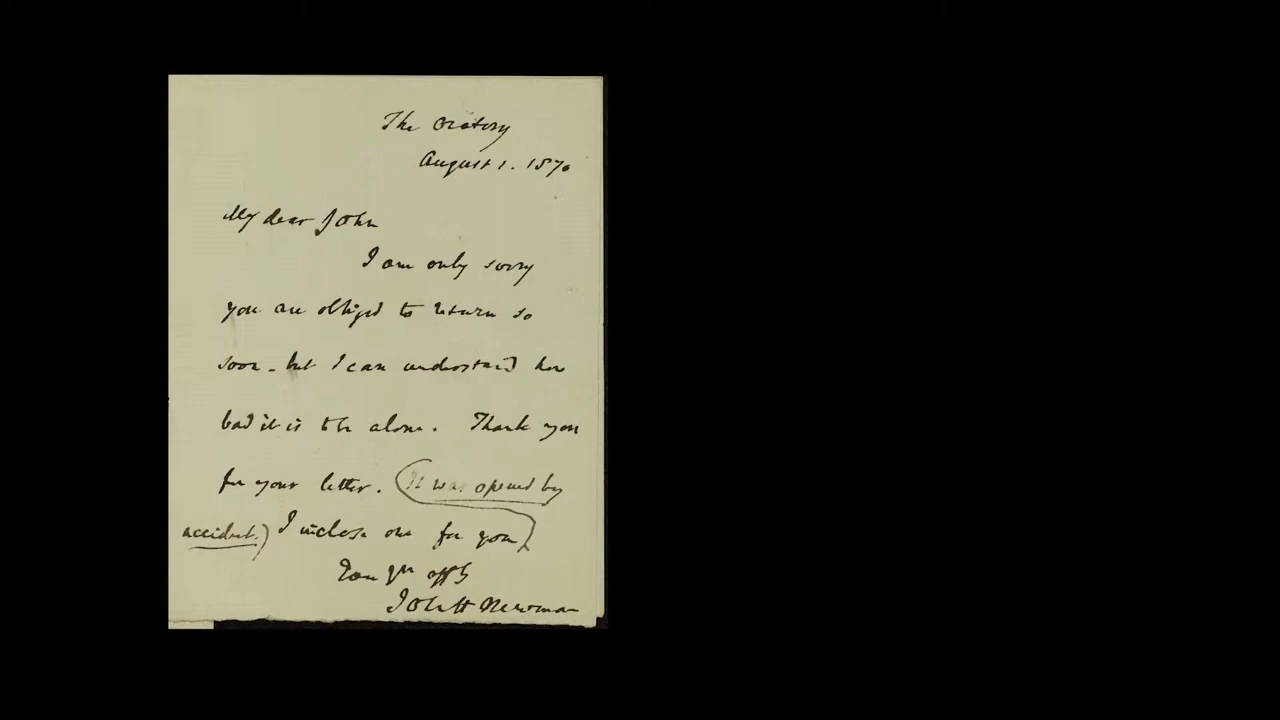 The Oratory
August 1. 1870
My dear John
I am only sorry
you are obliged to return so
soon - but I can understand how
bad it is to be alone. Thank you
for your letter. (It was opened by
accident.) I inclose one for you
Ever Yrs affly
John H Newman